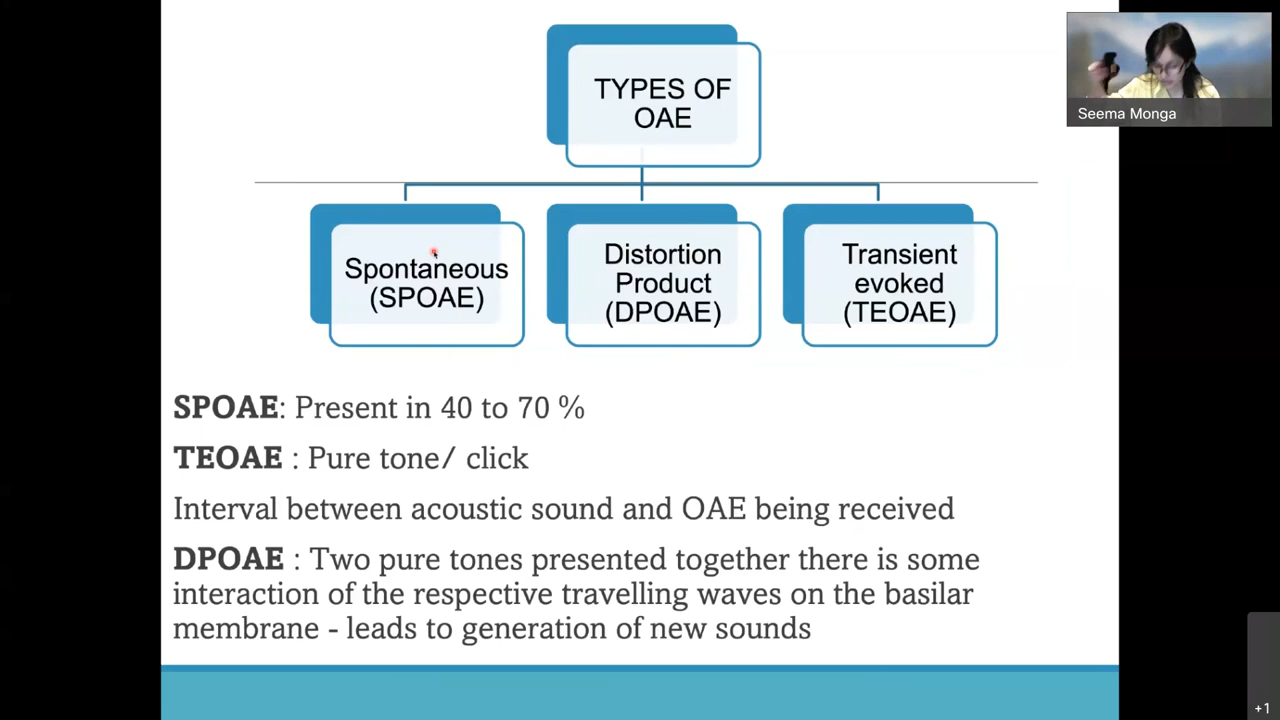 TYPES OF
OAE
Seema Monga
Spontaneous
(SPOAE)
Distortion
Product
(DPOAE)
Transient
evoked
(TEOAE)
SPOAE: Present in 40 to 70 %
TEOAE : Pure tone/ click
Interval between acoustic sound and OAE being received
DPOAE : Two pure tones presented together there is some
interaction of the respective travelling waves on the basilar
membrane - leads to generation of new sounds
+1